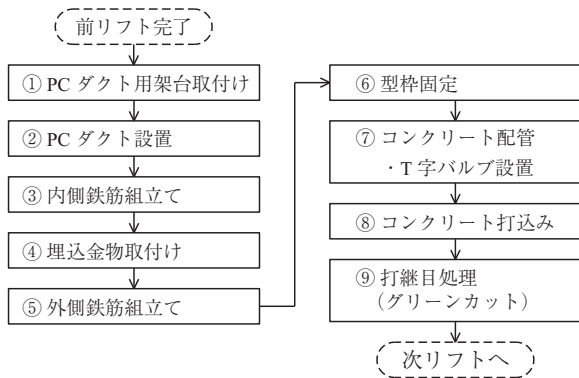 前リフト完了
① PC ダクト用架台取付け
② PC ダクト設置
③ 内側鉄筋組立て
④ 埋込金物取付け
⑤ 外側鉄筋組立て
⑥ 型枠固定
⑦ コンクリート配管
・T 字バルブ設置
⑧ コンクリート打込み
⑨ 打継目処理
（グリーンカット）
次リフトへ